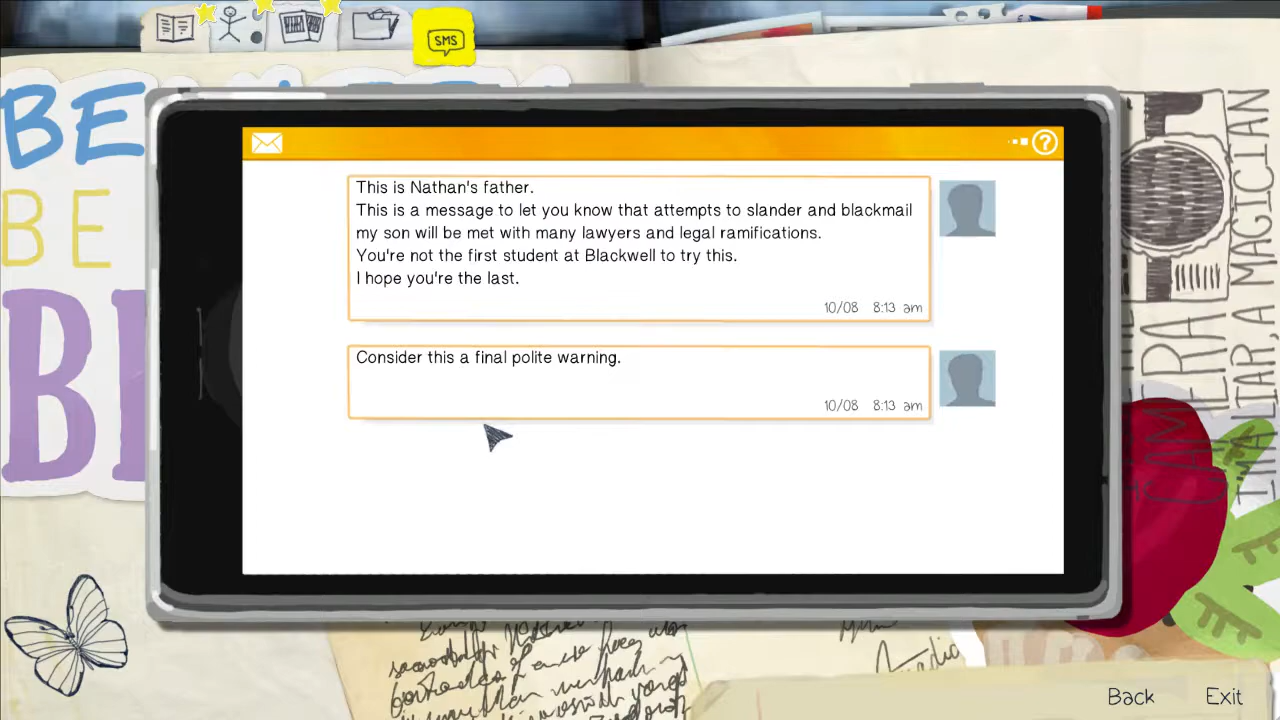 SMS
BE
BE
B
This is Nathan's father.
This is a message to let you know that attempts to slander and blackmail
my son will be met with many lawyers and legal ramifications.
You're not the first student at Blackwell to try this.
I hope you're the last.
10/08 8:13 am
Consider this a final polite warning.
10/08 8:13 am
CAMERA
I'M A LIAR, A MAGICIAN
Back
Exit